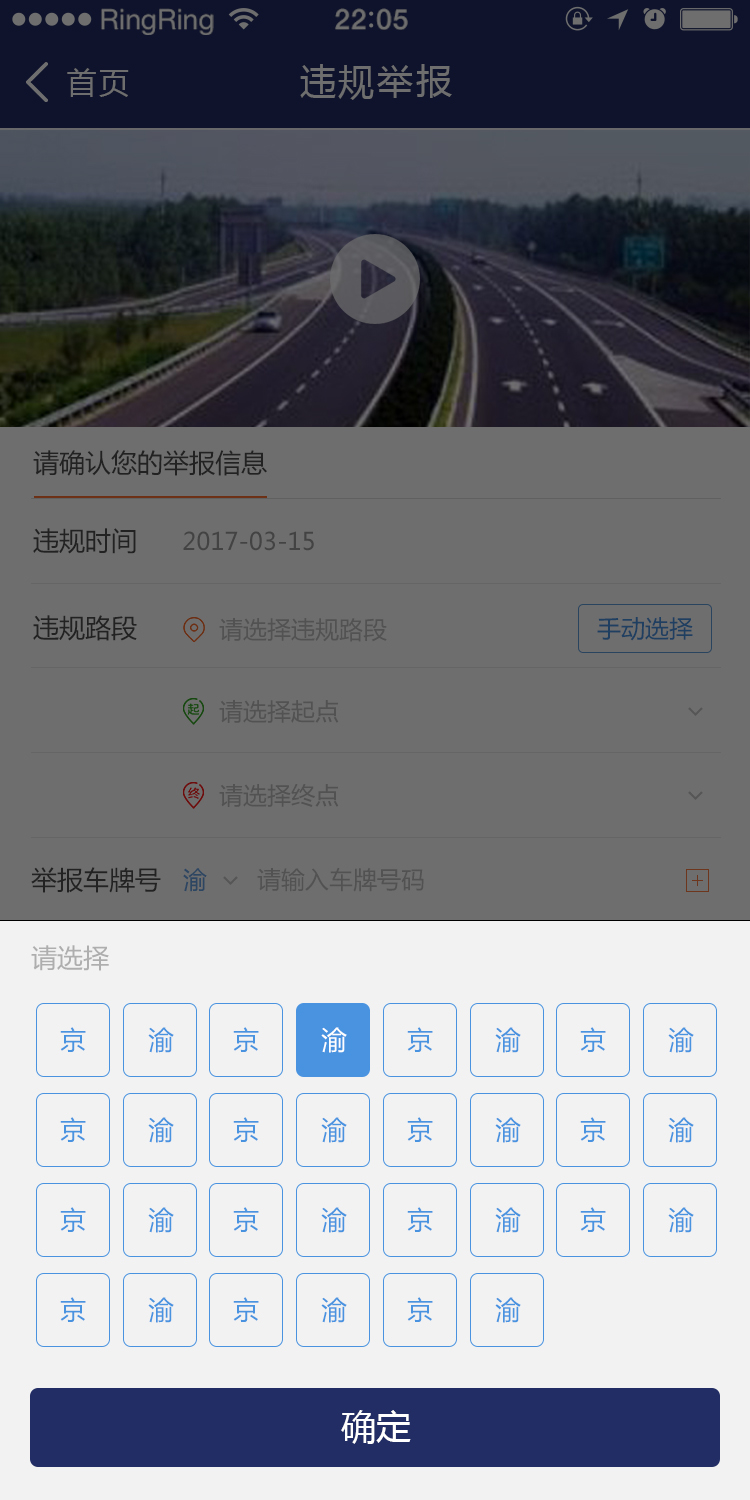 RingRing 22:05
首页 违规举报
请确认您的举报信息
违规时间 2017-03-15
违规路段 请选择违规路段 手动选择
起 请选择起点
终 请选择终点
举报车牌号 渝 请输入车牌号码
请选择
京 渝 京 渝 京 渝 京 渝
京 渝 京 渝 京 渝 京 渝
京 渝 京 渝 京 渝 京 渝
京 渝 京 渝 京 渝
确定